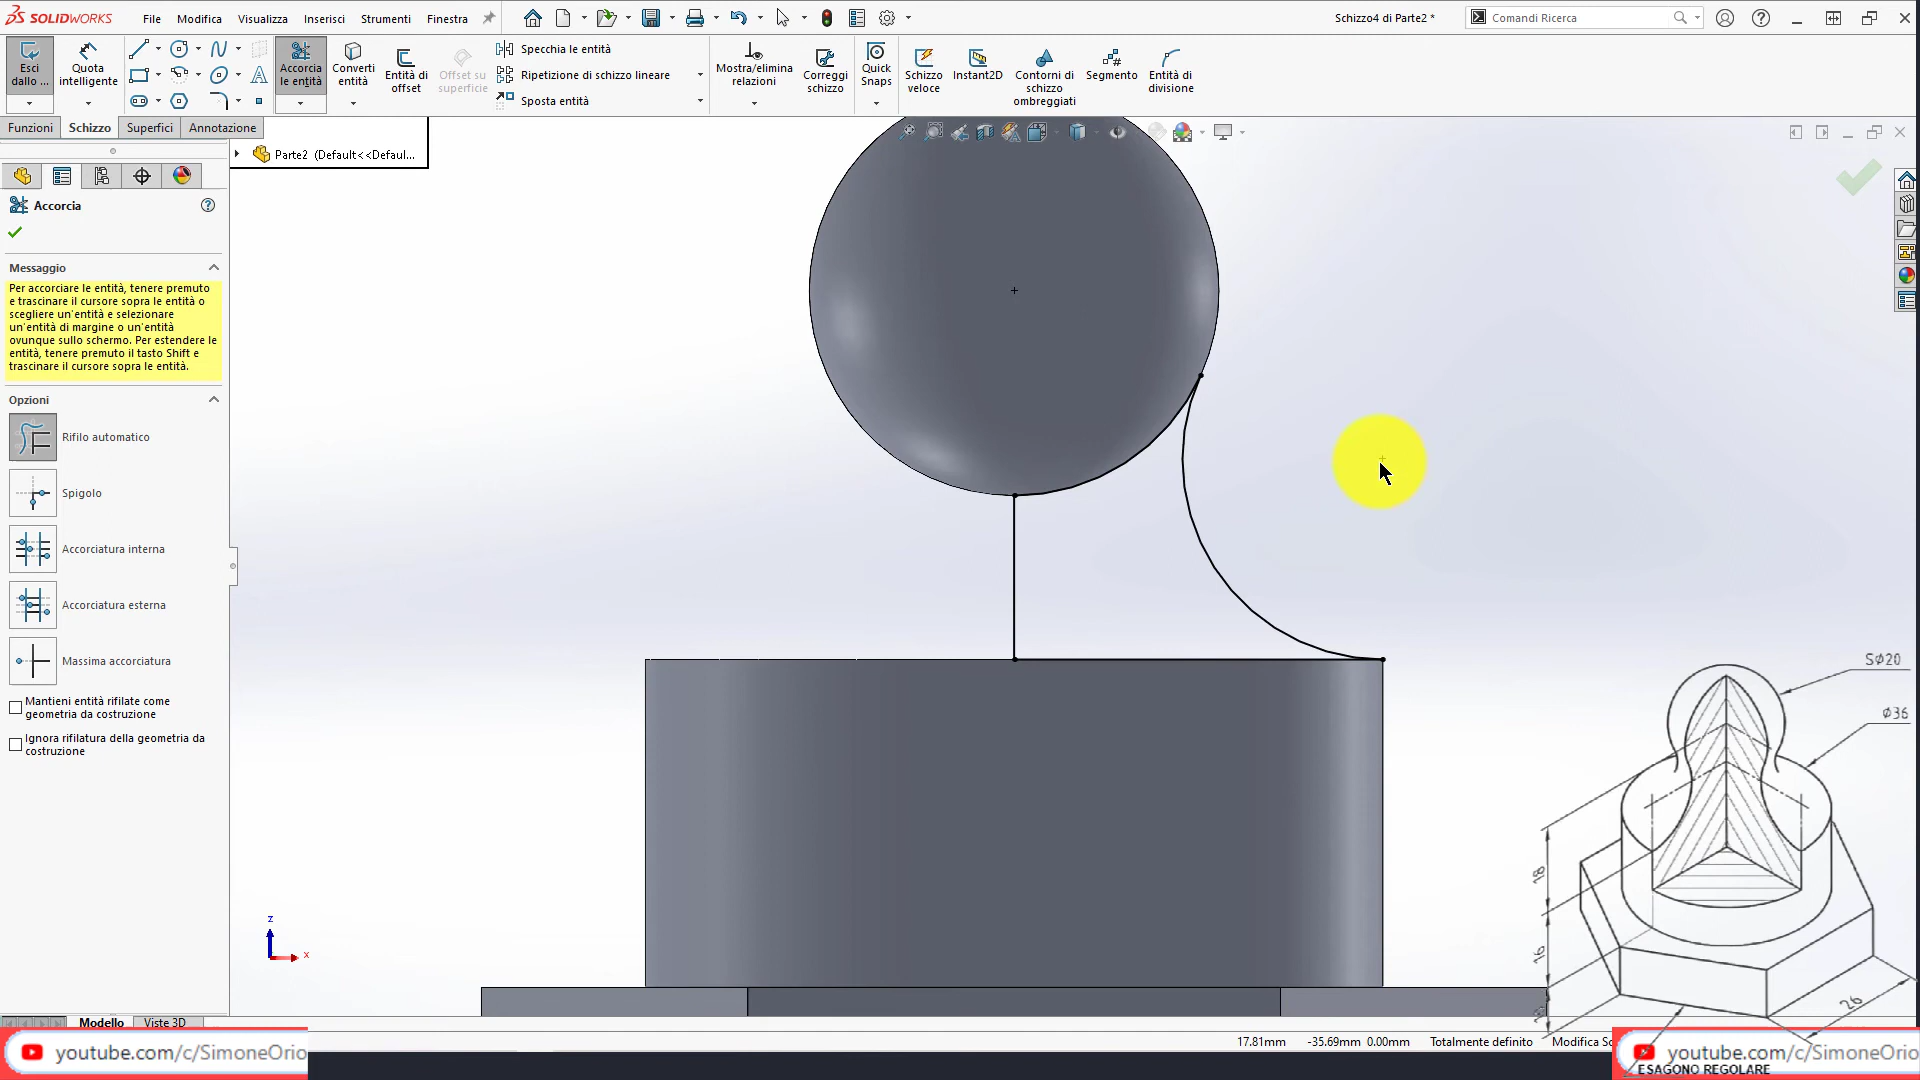 SOLIDWORKS
File
Modifica
Visualizza
Inserisci
Strumenti
Finestra
Schizzo4 di Parte2 *
Comandi Ricerca
Esci
dallo ...
Quota
intelligente
Accorcia
le entità
Converti
entità
Entità di
offset
Offset su
superficie
Specchia le entità
Ripetizione di schizzo lineare
Sposta entità
Mostra/elimina
relazioni
Correggi
schizzo
Quick
Snaps
Schizzo
veloce
Instant2D
Contorni di
schizzo
ombreggiati
Segmento
Entità di
divisione
Funzioni
Schizzo
Superfici
Annotazione
Parte2 (Default<<Defaul...
Accorcia
Messaggio
Per accorciare le entità, tenere premuto
e trascinare il cursore sopra le entità o
scegliere un'entità e selezionare
un'entità di margine o un'entità
ovunque sullo schermo. Per estendere le
entità, tenere premuto il tasto Shift e
trascinare il cursore sopra le entità.
Opzioni
Rifilo automatico
Spigolo
Accorciatura interna
Accorciatura esterna
Massima accorciatura
Mantieni entità rifilate come
geometria da costruzione
Ignora rifilatura della geometria da
costruzione
z
x
SØ20
Ø36
18
16
26
Modello
Viste 3D
17.81mm
-35.69mm 0.00mm
Totalmente definito
Modifica
youtube.com/c/SimoneOrio
youtube.com/c/SimoneOrio
ESAGONO REGOLARE